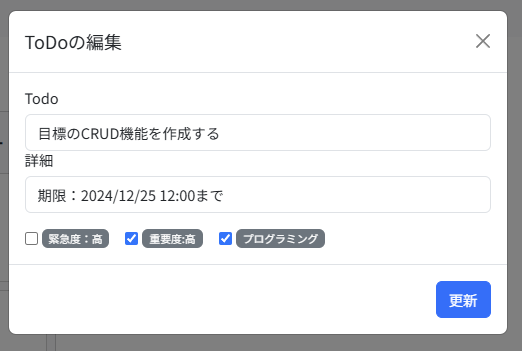 ToDoの編集
Todo
目標のCRUD機能を作成する
詳細
期限：2024/12/25 12:00まで
緊急度：高 重要度:高 プログラミング
更新